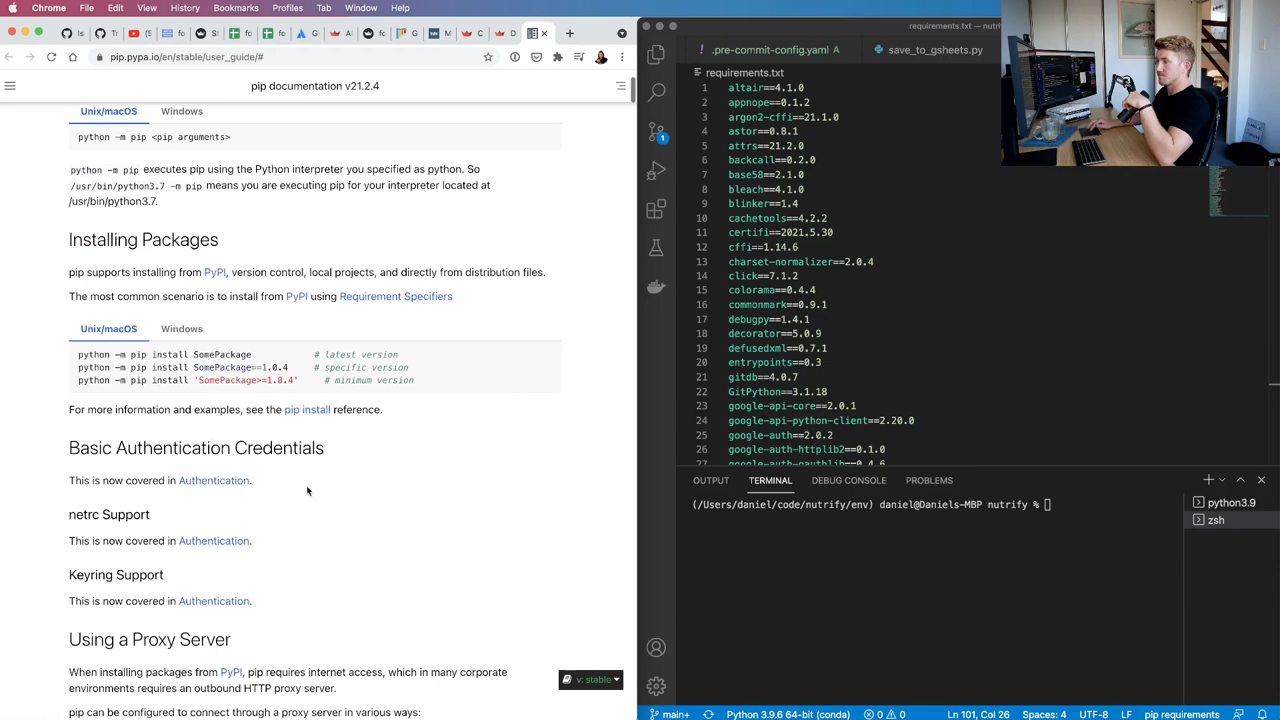 Chrome File Edit View History Bookmarks Profiles Tab Window Help
pip.pypa.io/en/stable/user_guide/#
pip documentation v21.2.4
Unix/macOS Windows
python -m pip <pip arguments>
python -m pip executes pip using the Python interpreter you specified as python. So
/usr/bin/python3.7 -m pip means you are executing pip for your interpreter located at
/usr/bin/python3.7.
Installing Packages
pip supports installing from PyPI, version control, local projects, and directly from distribution files.
The most common scenario is to install from PyPI using Requirement Specifiers
Unix/macOS Windows
python -m pip install SomePackage # latest version
python -m pip install SomePackage==1.0.4 # specific version
python -m pip install 'SomePackage>=1.0.4' # minimum version
For more information and examples, see the pip install reference.
Basic Authentication Credentials
This is now covered in Authentication.
netrc Support
This is now covered in Authentication.
Keyring Support
This is now covered in Authentication.
Using a Proxy Server
When installing packages from PyPI, pip requires internet access, which in many corporate
environments requires an outbound HTTP proxy server.
pip can be configured to connect through a proxy server in various ways:
v: stable
requirements.txt — nutrify
.pre-commit-config.yaml A save_to_gsheets.py
requirements.txt
1 altair==4.1.0
2 appnope==0.1.2
3 argon2-cffi==21.1.0
4 astor==0.8.1
5 attrs==21.2.0
6 backcall==0.2.0
7 base58==2.1.0
8 bleach==4.1.0
9 blinker==1.4
10 cachetools==4.2.2
11 certifi==2021.5.30
12 cffi==1.14.6
13 charset-normalizer==2.0.4
14 click==7.1.2
15 colorama==0.4.4
16 commonmark==0.9.1
17 debugpy==1.4.1
18 decorator==5.0.9
19 defusedxml==0.7.1
20 entrypoints==0.3
21 gitdb==4.0.7
22 GitPython==3.1.18
23 google-api-core==2.0.1
24 google-api-python-client==2.20.0
25 google-auth==2.0.2
26 google-auth-httplib2==0.1.0
27 google-auth-oauthlib==0.4.6
OUTPUT TERMINAL DEBUG CONSOLE PROBLEMS
(/Users/daniel/code/nutrify/env) daniel@Daniels-MBP nutrify %
python3.9
zsh
1
main+ Python 3.9.6 64-bit (conda) 0 0 Ln 101, Col 26 Spaces: 4 UTF-8 LF pip requirements